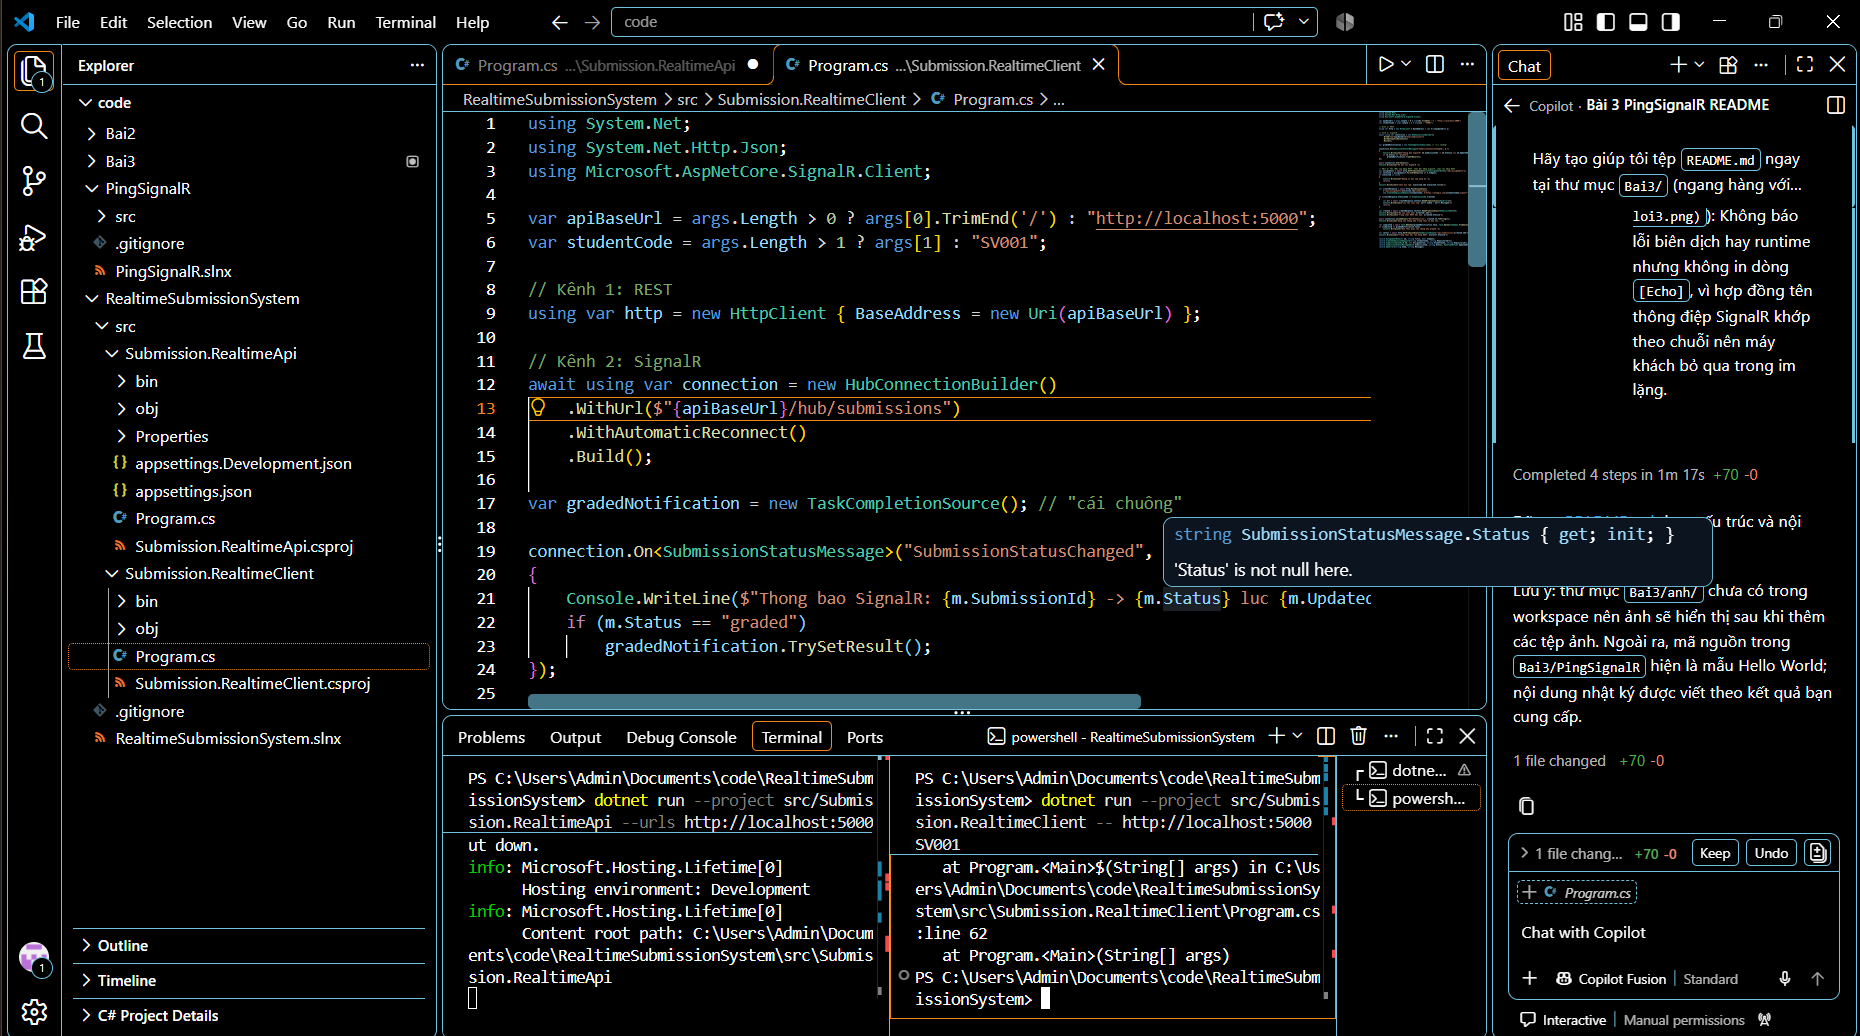 File Edit Selection View Go Run Terminal Help
code
Explorer
code
Bai2
Bai3
PingSignalR
src
.gitignore
PingSignalR.slnx
RealtimeSubmissionSystem
src
Submission.RealtimeApi
bin
obj
Properties
appsettings.Development.json
appsettings.json
Program.cs
Submission.RealtimeApi.csproj
Submission.RealtimeClient
bin
obj
Program.cs
Submission.RealtimeClient.csproj
.gitignore
RealtimeSubmissionSystem.slnx
Outline
Timeline
C# Project Details
1
1
Program.cs ...\Submission.RealtimeApi
Program.cs ...\Submission.RealtimeClient
RealtimeSubmissionSystem > src > Submission.RealtimeClient > Program.cs > ...
1 using System.Net;
2 using System.Net.Http.Json;
3 using Microsoft.AspNetCore.SignalR.Client;
4
5 var apiBaseUrl = args.Length > 0 ? args[0].TrimEnd('/') : "http://localhost:5000";
6 var studentCode = args.Length > 1 ? args[1] : "SV001";
7
8 // Kênh 1: REST
9 using var http = new HttpClient { BaseAddress = new Uri(apiBaseUrl) };
10
11 // Kênh 2: SignalR
12 await using var connection = new HubConnectionBuilder()
13 .WithUrl($"{apiBaseUrl}/hub/submissions")
14 .WithAutomaticReconnect()
15 .Build();
16
17 var gradedNotification = new TaskCompletionSource(); // "cái chuông"
18
19 connection.On<SubmissionStatusMessage>("SubmissionStatusChanged",
20 {
21 Console.WriteLine($"Thong bao SignalR: {m.SubmissionId} -> {m.Status} luc {m.Updated
22 if (m.Status == "graded")
23 gradedNotification.TrySetResult();
24 });
25
string SubmissionStatusMessage.Status { get; init; }
'Status' is not null here.
Problems Output Debug Console Terminal Ports
powershell - RealtimeSubmissionSystem
PS C:\Users\Admin\Documents\code\RealtimeSubm
issionSystem> dotnet run --project src/Submis
sion.RealtimeApi --urls http://localhost:5000
ut down.
info: Microsoft.Hosting.Lifetime[0]
Hosting environment: Development
info: Microsoft.Hosting.Lifetime[0]
Content root path: C:\Users\Admin\Docum
ents\code\RealtimeSubmissionSystem\src\Submis
sion.RealtimeApi
PS C:\Users\Admin\Documents\code\RealtimeSubm
issionSystem> dotnet run --project src/Submis
sion.RealtimeClient -- http://localhost:5000
SV001
at Program.<Main>$(String[] args) in C:\Us
ers\Admin\Documents\code\RealtimeSubmissionSy
stem\src\Submission.RealtimeClient\Program.cs
:line 62
at Program.<Main>(String[] args)
PS C:\Users\Admin\Documents\code\RealtimeSubm
issionSystem>
dotne...
powersh...
Chat
Copilot · Bài 3 PingSignalR README
Hãy tạo giúp tôi tệp README.md ngay
tại thư mục Bai3/ (ngang hàng với...
loi3.png)): Không báo
lỗi biên dịch hay runtime
nhưng không in dòng
[Echo], vì hợp đồng tên
thông điệp SignalR khớp
theo chuỗi nên máy
khách bỏ qua trong im
lặng.
Completed 4 steps in 1m 17s +70 -0
trúc và nội
Lưu ý: thư mục Bai3/anh/ chưa có trong
workspace nên ảnh sẽ hiển thị sau khi thêm
các tệp ảnh. Ngoài ra, mã nguồn trong
Bai3/PingSignalR hiện là mẫu Hello World;
nội dung nhật ký được viết theo kết quả bạn
cung cấp.
1 file changed +70 -0
1 file chang... +70 -0 Keep Undo
Program.cs
Chat with Copilot
Copilot Fusion Standard
Interactive Manual permissions